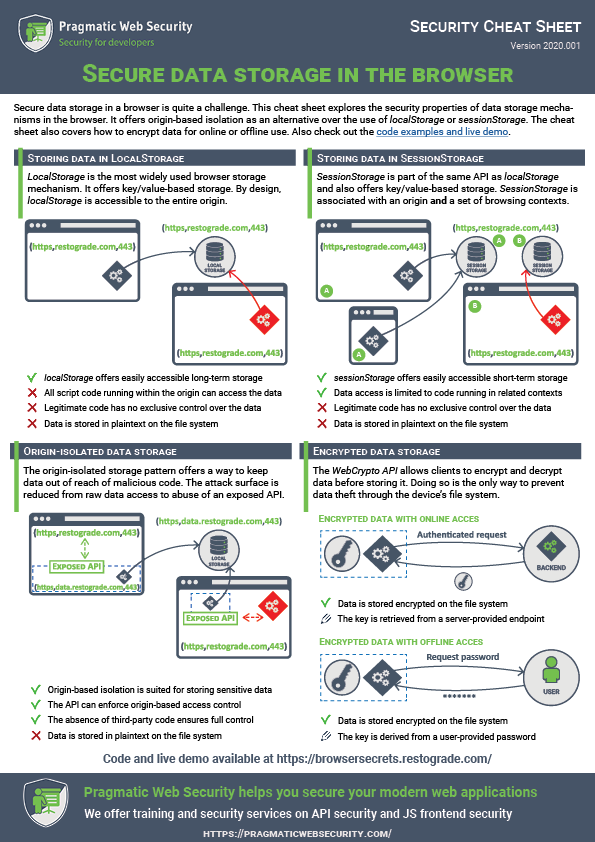 Pragmatic Web Security
Security for developers
SECURITY CHEAT SHEET
Version 2020.001
SECURE DATA STORAGE IN THE BROWSER
Secure data storage in a browser is quite a challenge. This cheat sheet explores the security properties of data storage mecha-
nisms in the browser. It offers origin-based isolation as an alternative over the use of localStorage or sessionStorage. The cheat
sheet also covers how to encrypt data for online or offline use. Also check out the code examples and live demo.
STORING DATA IN LOCALSTORAGE
LocalStorage is the most widely used browser storage
mechanism. It offers key/value-based storage. By design,
localStorage is accessible to the entire origin.
(https,restograde.com,443)
(https,restograde.com,443)
LOCAL
STORAGE
(https,restograde.com,443)
localStorage offers easily accessible long-term storage
All script code running within the origin can access the data
Legitimate code has no exclusive control over the data
Data is stored in plaintext on the file system
STORING DATA IN SESSIONSTORAGE
SessionStorage is part of the same API as localStorage
and also offers key/value-based storage. SessionStorage is
associated with an origin and a set of browsing contexts.
(https,restograde.com,443)
(https,restograde.com,443)
A
B
SESSION
STORAGE
SESSION
STORAGE
A
B
A
(https,restograde.com,443)
sessionStorage offers easily accessible short-term storage
Data access is limited to code running in related contexts
Legitimate code has no exclusive control over the data
Data is stored in plaintext on the file system
ORIGIN-ISOLATED DATA STORAGE
The origin-isolated storage pattern offers a way to keep
data out of reach of malicious code. The attack surface is
reduced from raw data access to abuse of an exposed API.
(https,data.restograde.com,443)
(https,restograde.com,443)
EXPOSED API
(https,data.restograde.com,443)
LOCAL
STORAGE
EXPOSED API
(https,restograde.com,443)
Origin-based isolation is suited for storing sensitive data
The API can enforce origin-based access control
The absence of third-party code ensures full control
Data is stored in plaintext on the file system
ENCRYPTED DATA STORAGE
The WebCrypto API allows clients to encrypt and decrypt
data before storing it. Doing so is the only way to prevent
data theft through the device's file system.
ENCRYPTED DATA WITH ONLINE ACCES
Authenticated request
BACKEND
Data is stored encrypted on the file system
The key is retrieved from a server-provided endpoint
ENCRYPTED DATA WITH OFFLINE ACCES
Request password
*******
USER
Data is stored encrypted on the file system
The key is derived from a user-provided password
Code and live demo available at https://browsersecrets.restograde.com/
Pragmatic Web Security helps you secure your modern web applications
We offer training and security services on API security and JS frontend security
HTTPS://PRAGMATICWEBSECURITY.COM/